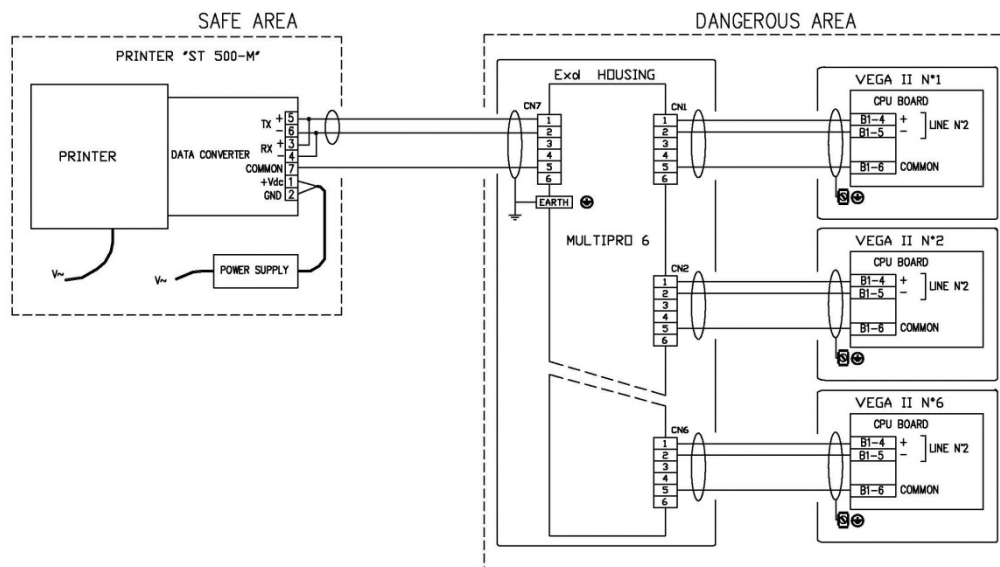 SAFE AREA
DANGEROUS AREA
PRINTER "ST 500-M"
PRINTER
DATA CONVERTER
TX + 5
- 6
RX + 3
- 4
COMMON 7
+Vdc 1
GND 2
V~
V~
POWER SUPPLY
Exd HOUSING
CN7
1
2
3
4
5
6
EARTH
MULTIPRO 6
CN1
1
2
3
4
5
6
CN2
1
2
3
4
5
6
CN6
1
2
3
4
5
6
VEGA II N°1
CPU BOARD
B1-4 +
B1-5 -
LINE N°2
B1-6 COMMON
VEGA II N°2
CPU BOARD
B1-4 +
B1-5 -
LINE N°2
B1-6 COMMON
VEGA II N°6
CPU BOARD
B1-4 +
B1-5 -
LINE N°2
B1-6 COMMON